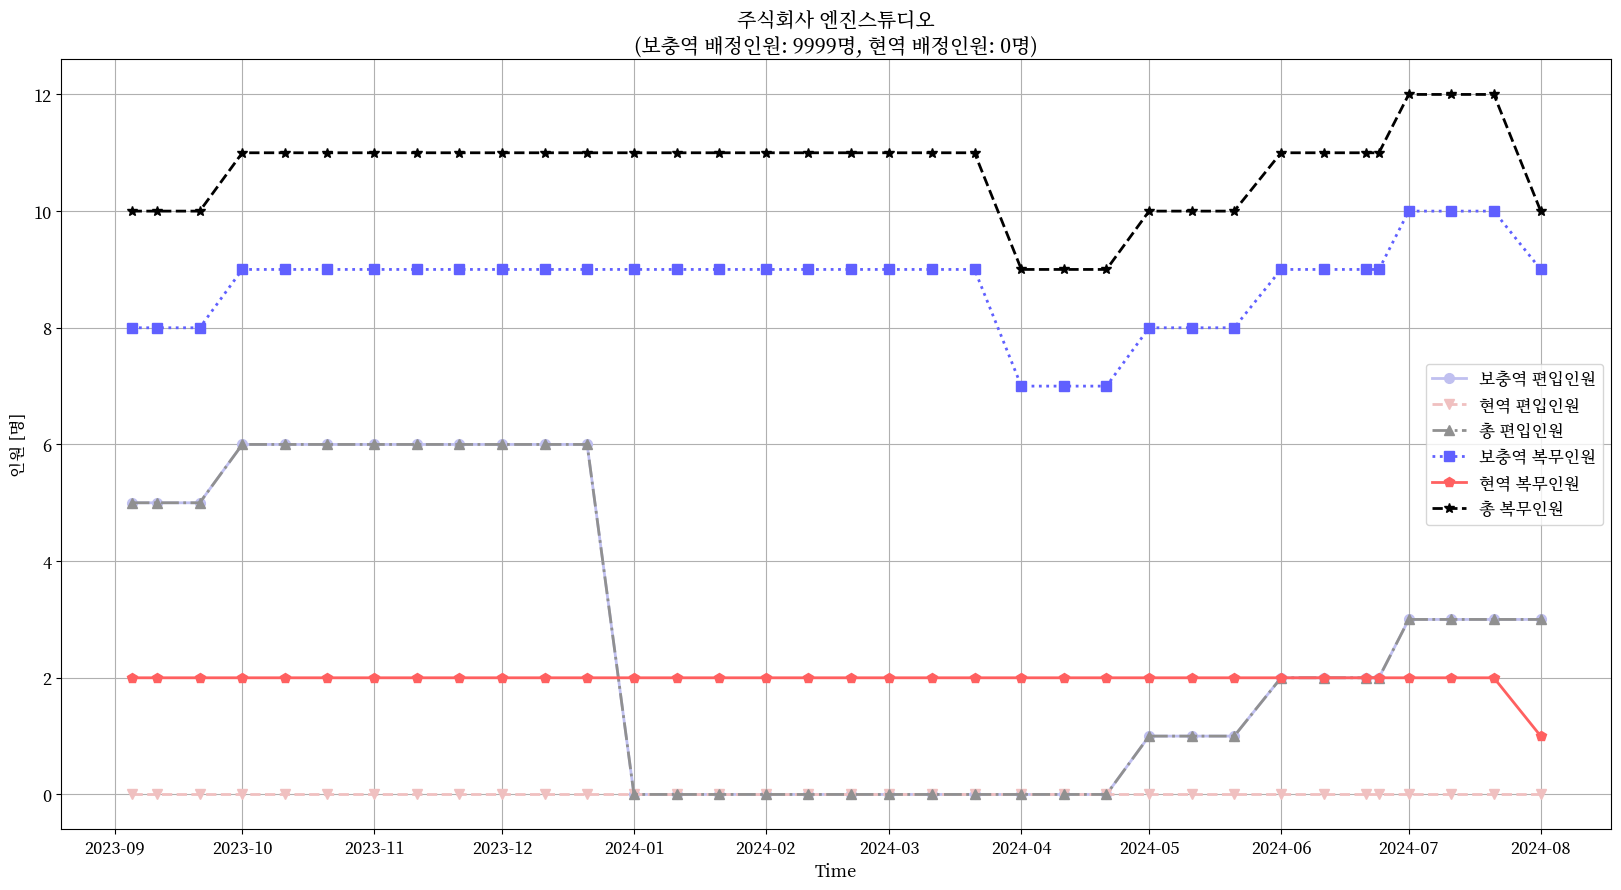 주식회사 엔진스튜디오
(보충역 배정인원: 9999명, 현역 배정인원: 0명)
12
10
8
6
4
2
0
인원 [명]
보충역 편입인원
현역 편입인원
총 편입인원
보충역 복무인원
현역 복무인원
총 복무인원
2023-09 2023-10 2023-11 2023-12 2024-01 2024-02 2024-03 2024-04 2024-05 2024-06 2024-07 2024-08
Time